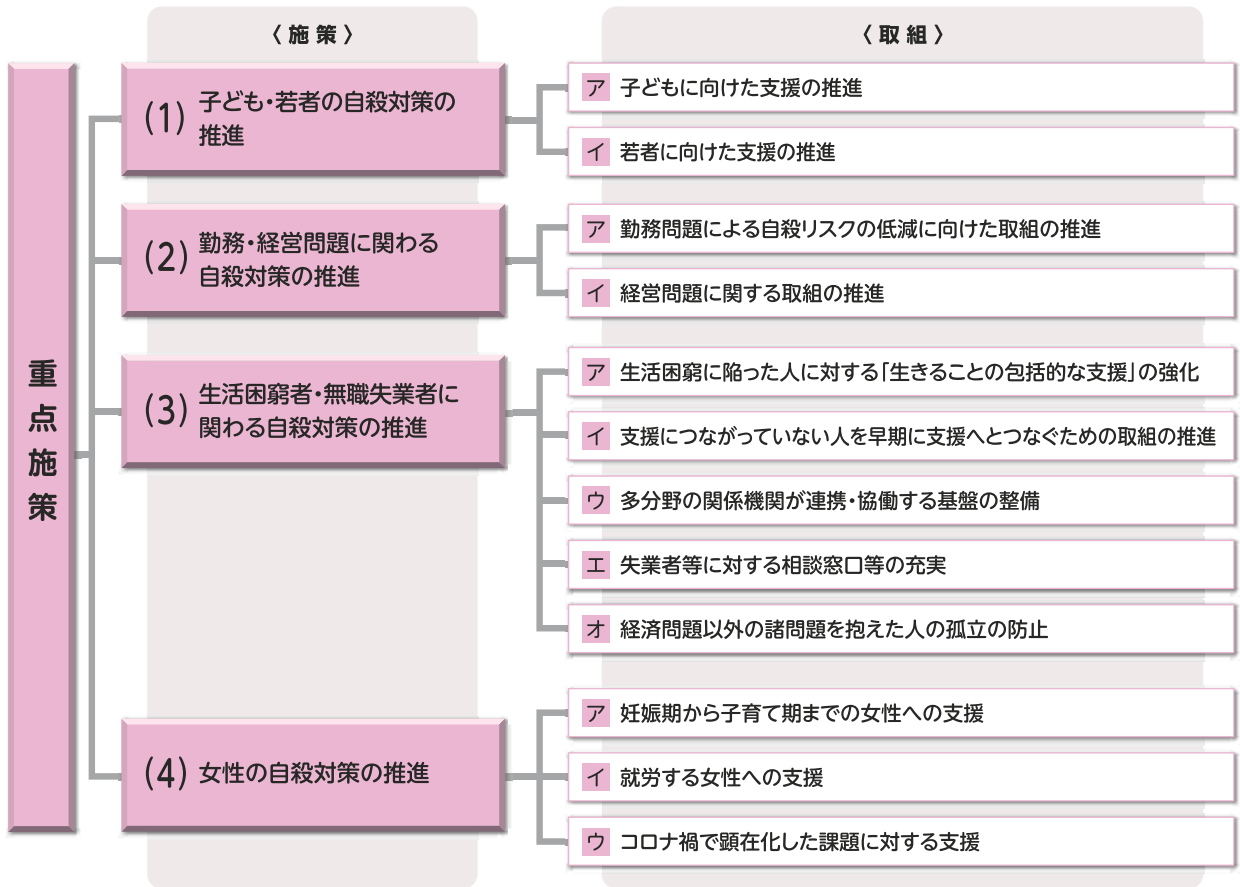 〈 施 策 〉
〈 取 組 〉
重点施策
(1) 子ども・若者の自殺対策の
推進
ア 子どもに向けた支援の推進
イ 若者に向けた支援の推進
(2) 勤務・経営問題に関わる
自殺対策の推進
ア 勤務問題による自殺リスクの低減に向けた取組の推進
イ 経営問題に関する取組の推進
(3) 生活困窮者・無職失業者に
関わる自殺対策の推進
ア 生活困窮に陥った人に対する「生きることの包括的な支援」の強化
イ 支援につながっていない人を早期に支援へとつなぐための取組の推進
ウ 多分野の関係機関が連携・協働する基盤の整備
エ 失業者等に対する相談窓口等の充実
オ 経済問題以外の諸問題を抱えた人の孤立の防止
(4) 女性の自殺対策の推進
ア 妊娠期から子育て期までの女性への支援
イ 就労する女性への支援
ウ コロナ禍で顕在化した課題に対する支援